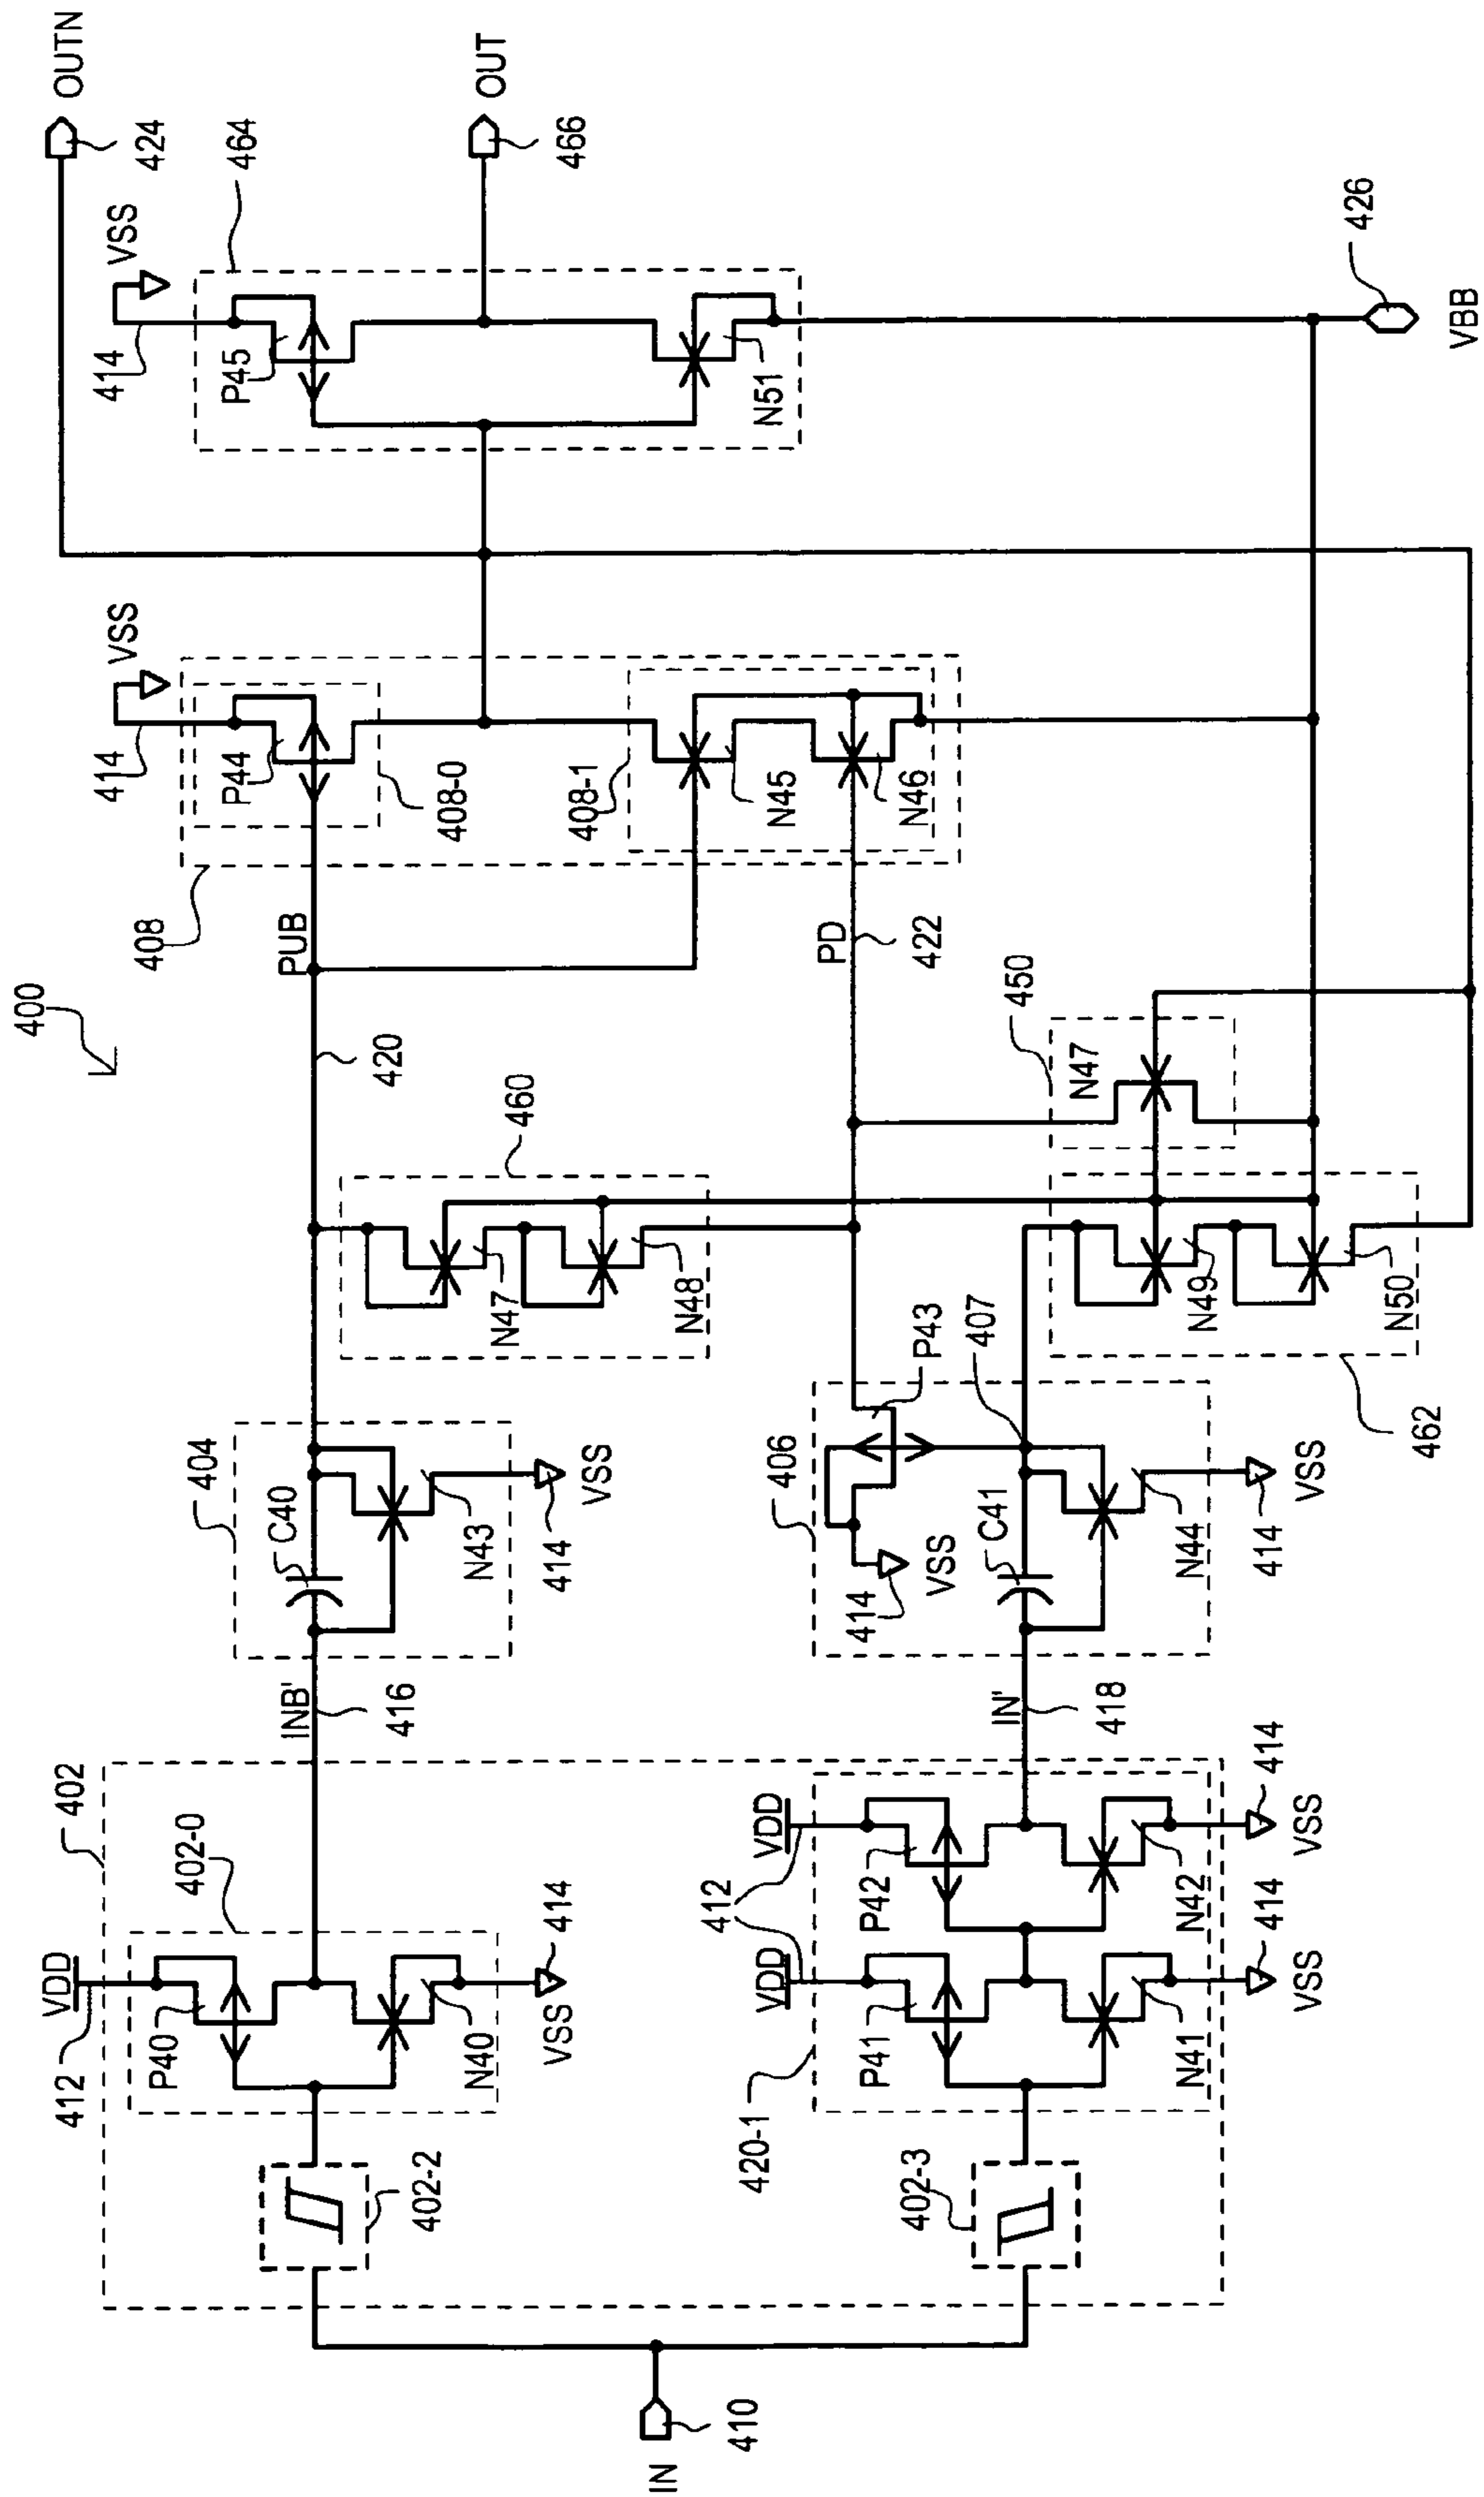 400
OUTN
424
VSS
414
464
P45
OUT
466
N51
426
VBB
VSS
414
408
P44
408-0
408-1
N45
N46
PUB
420
PD
422
450
N47
460
N47
N48
P43
407
N49
N50
462
404
C40
N43
414
VSS
406
414
VSS
C41
N44
414
VSS
INB'
416
IN'
418
402
402-0
VDD
412
P40
N40
414
VSS
412
VDD
VDD
P42
N42
414
VSS
P41
N41
414
VSS
420-1
402-2
402-3
410
IN